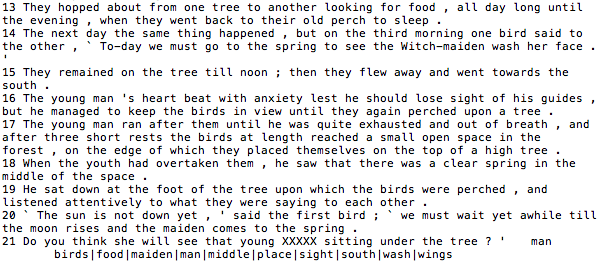 13 They hopped about from one tree to another looking for food , all day long until
the evening , when they went back to their old perch to sleep .
14 The next day the same thing happened , but on the third morning one bird said to
the other , ` To-day we must go to the spring to see the Witch-maiden wash her face .
'
15 They remained on the tree till noon ; then they flew away and went towards the
south .
16 The young man 's heart beat with anxiety lest he should lose sight of his guides ,
but he managed to keep the birds in view until they again perched upon a tree .
17 The young man ran after them until he was quite exhausted and out of breath , and
after three short rests the birds at length reached a small open space in the
forest , on the edge of which they placed themselves on the top of a high tree .
18 When the youth had overtaken them , he saw that there was a clear spring in the
middle of the space .
19 He sat down at the foot of the tree upon which the birds were perched , and
listened attentively to what they were saying to each other .
20 ` The sun is not down yet , ' said the first bird ; ` we must wait yet awhile till
the moon rises and the maiden comes to the spring .
21 Do you think she will see that young XXXXX sitting under the tree ? ' man
birds|food|maiden|man|middle|place|sight|south|wash|wings